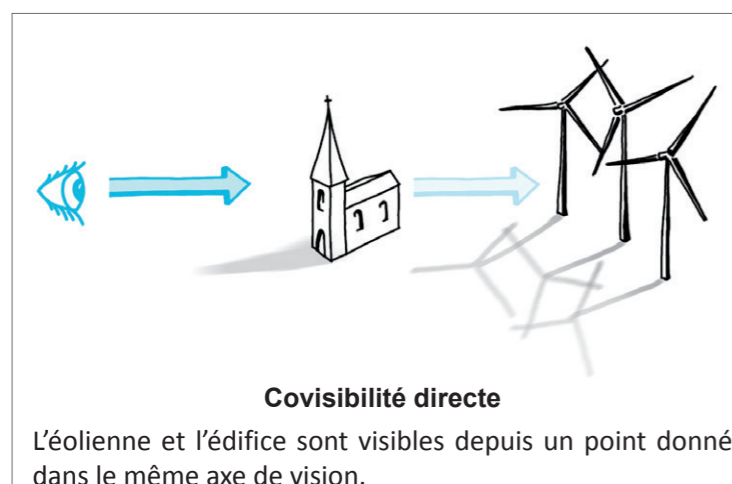 Covisibilité directe
L’éolienne et l’édifice sont visibles depuis un point donné
dans le même axe de vision.